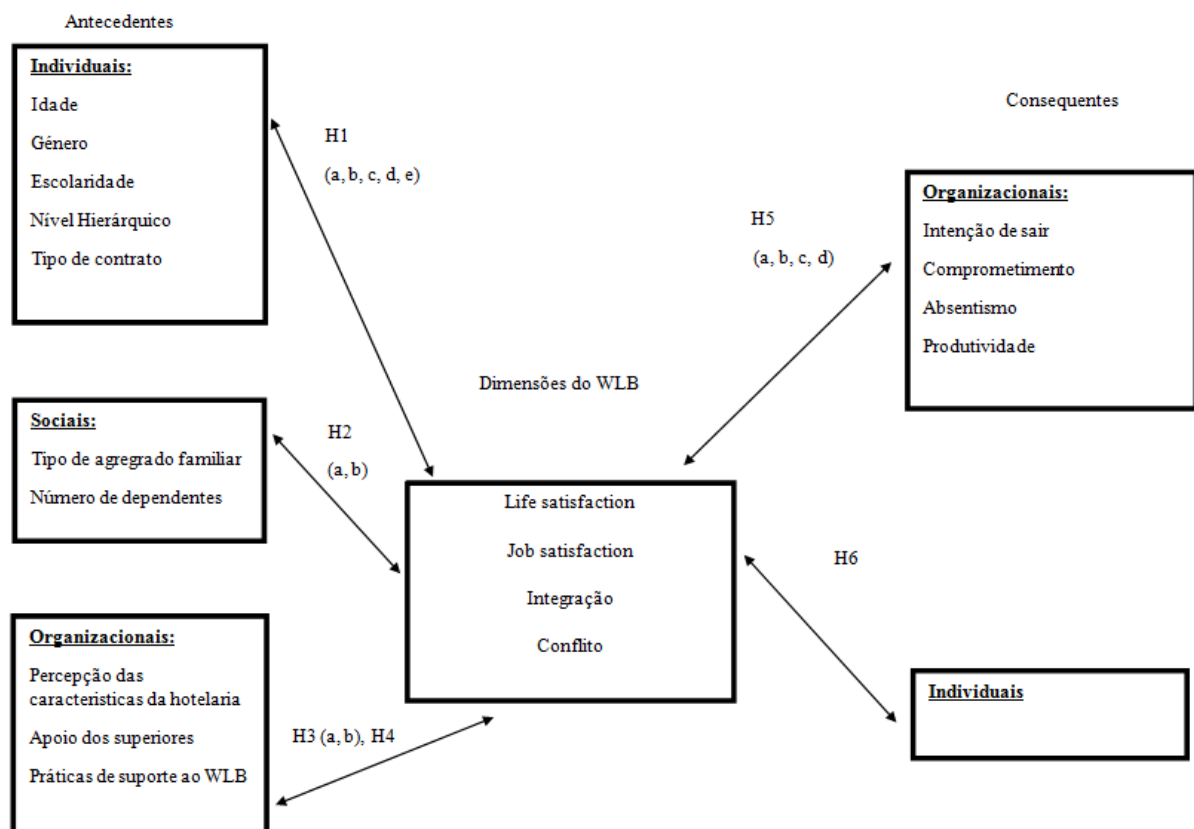 Antecedentes
Individuais:
Idade
Género
Escolaridade
Nível Hierárquico
Tipo de contrato
H1
(a, b, c, d, e)
Sociais:
Tipo de agregado familiar
Número de dependentes
H2
(a, b)
Organizacionais:
Percepção das
caracteristicas da hotelaria
Apoio dos superiores
Práticas de suporte ao WLB
H3 (a, b), H4
Dimensões do WLB
Life satisfaction
Job satisfaction
Integração
Conflito
Consequentes
H5
(a, b, c, d)
Organizacionais:
Intenção de sair
Comprometimento
Absentismo
Produtividade
H6
Individuais